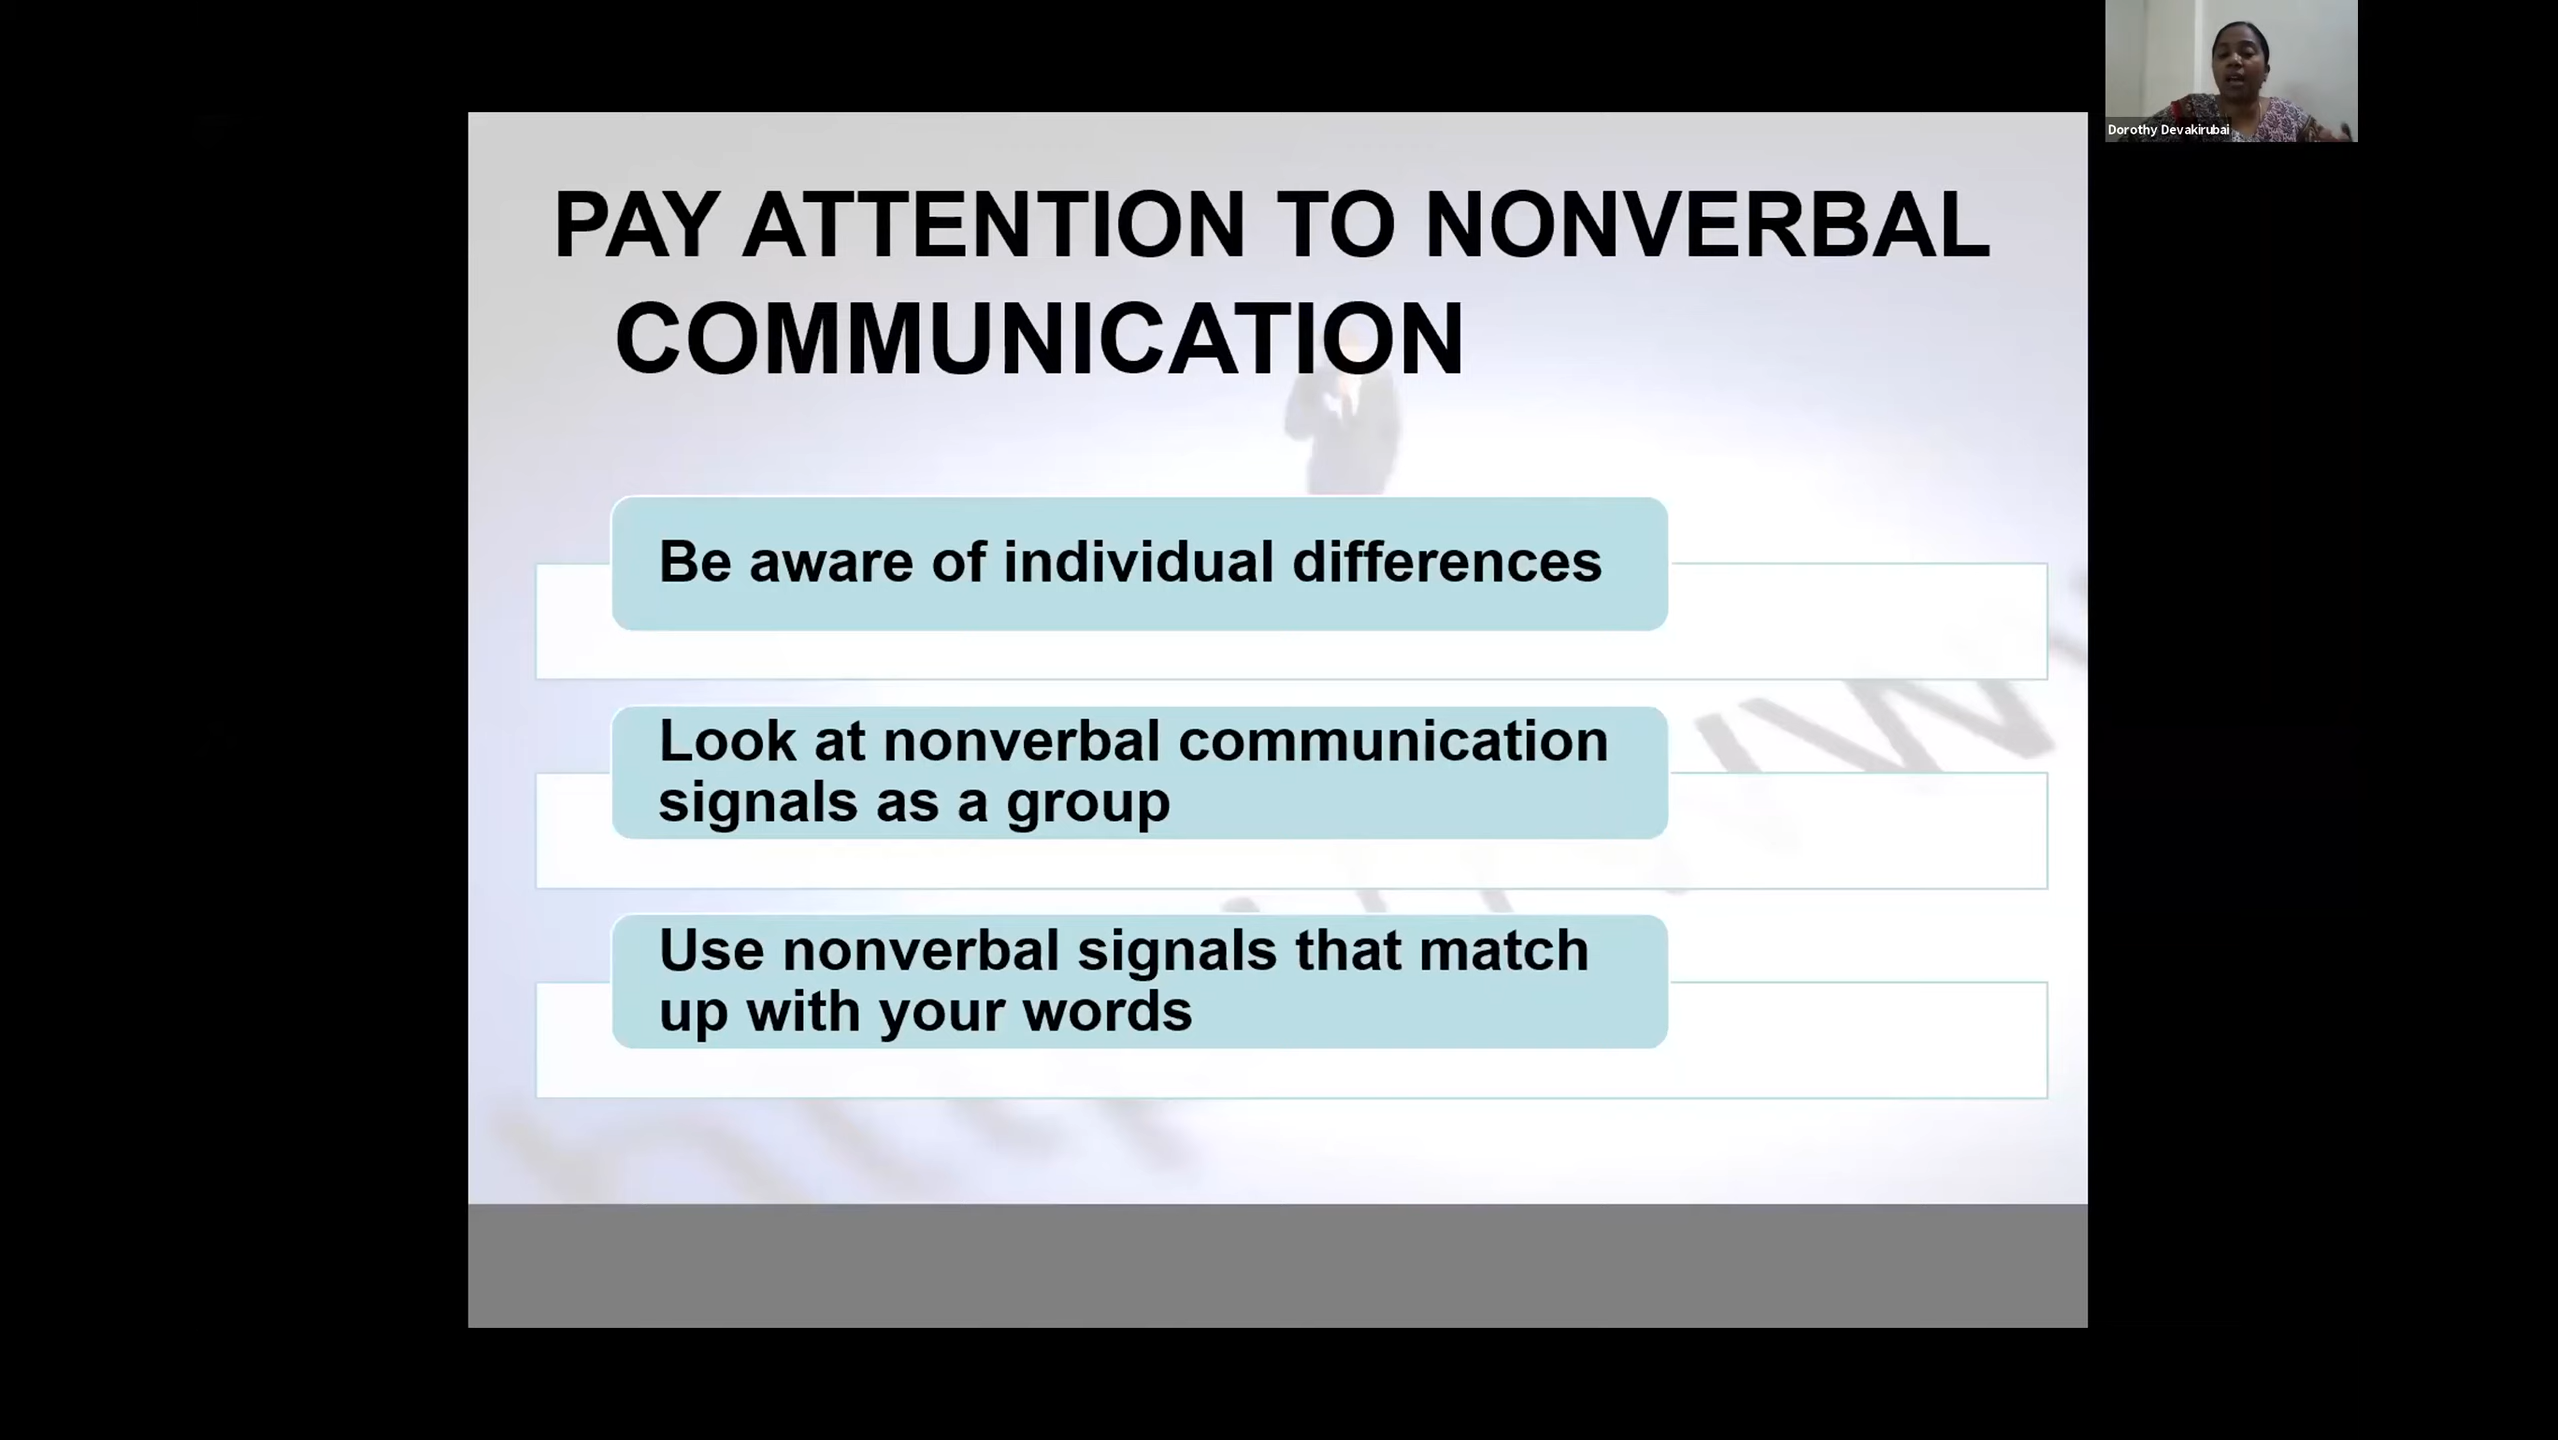 PAY ATTENTION TO NONVERBAL
COMMUNICATION
Be aware of individual differences
Look at nonverbal communication
signals as a group
Use nonverbal signals that match
up with your words
Dorothy Devakirubai